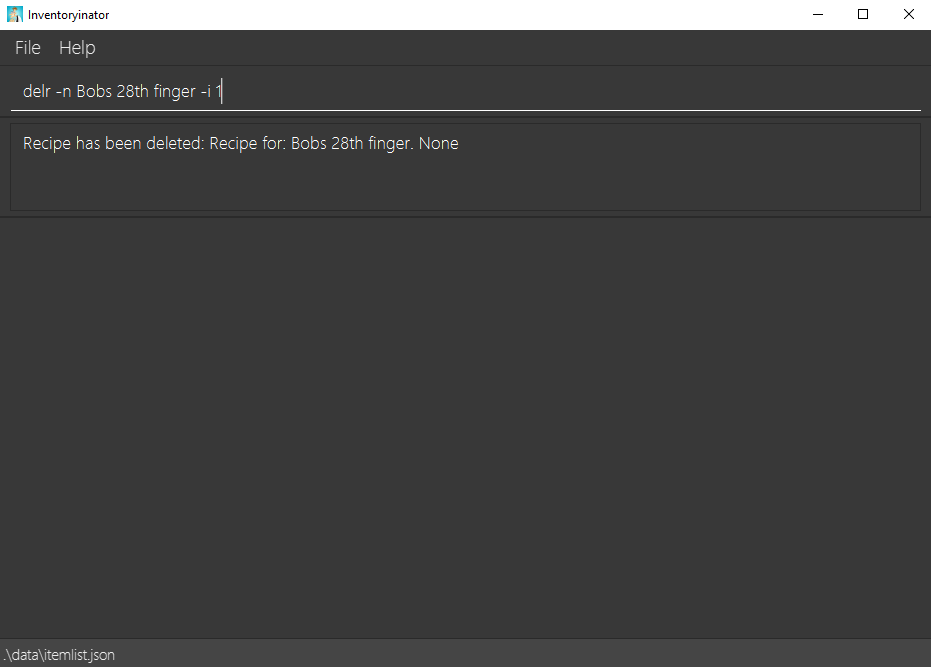 Inventoryinator
File Help
delr -n Bobs 28th finger -i 1
Recipe has been deleted: Recipe for: Bobs 28th finger. None
.\data\itemlist.json